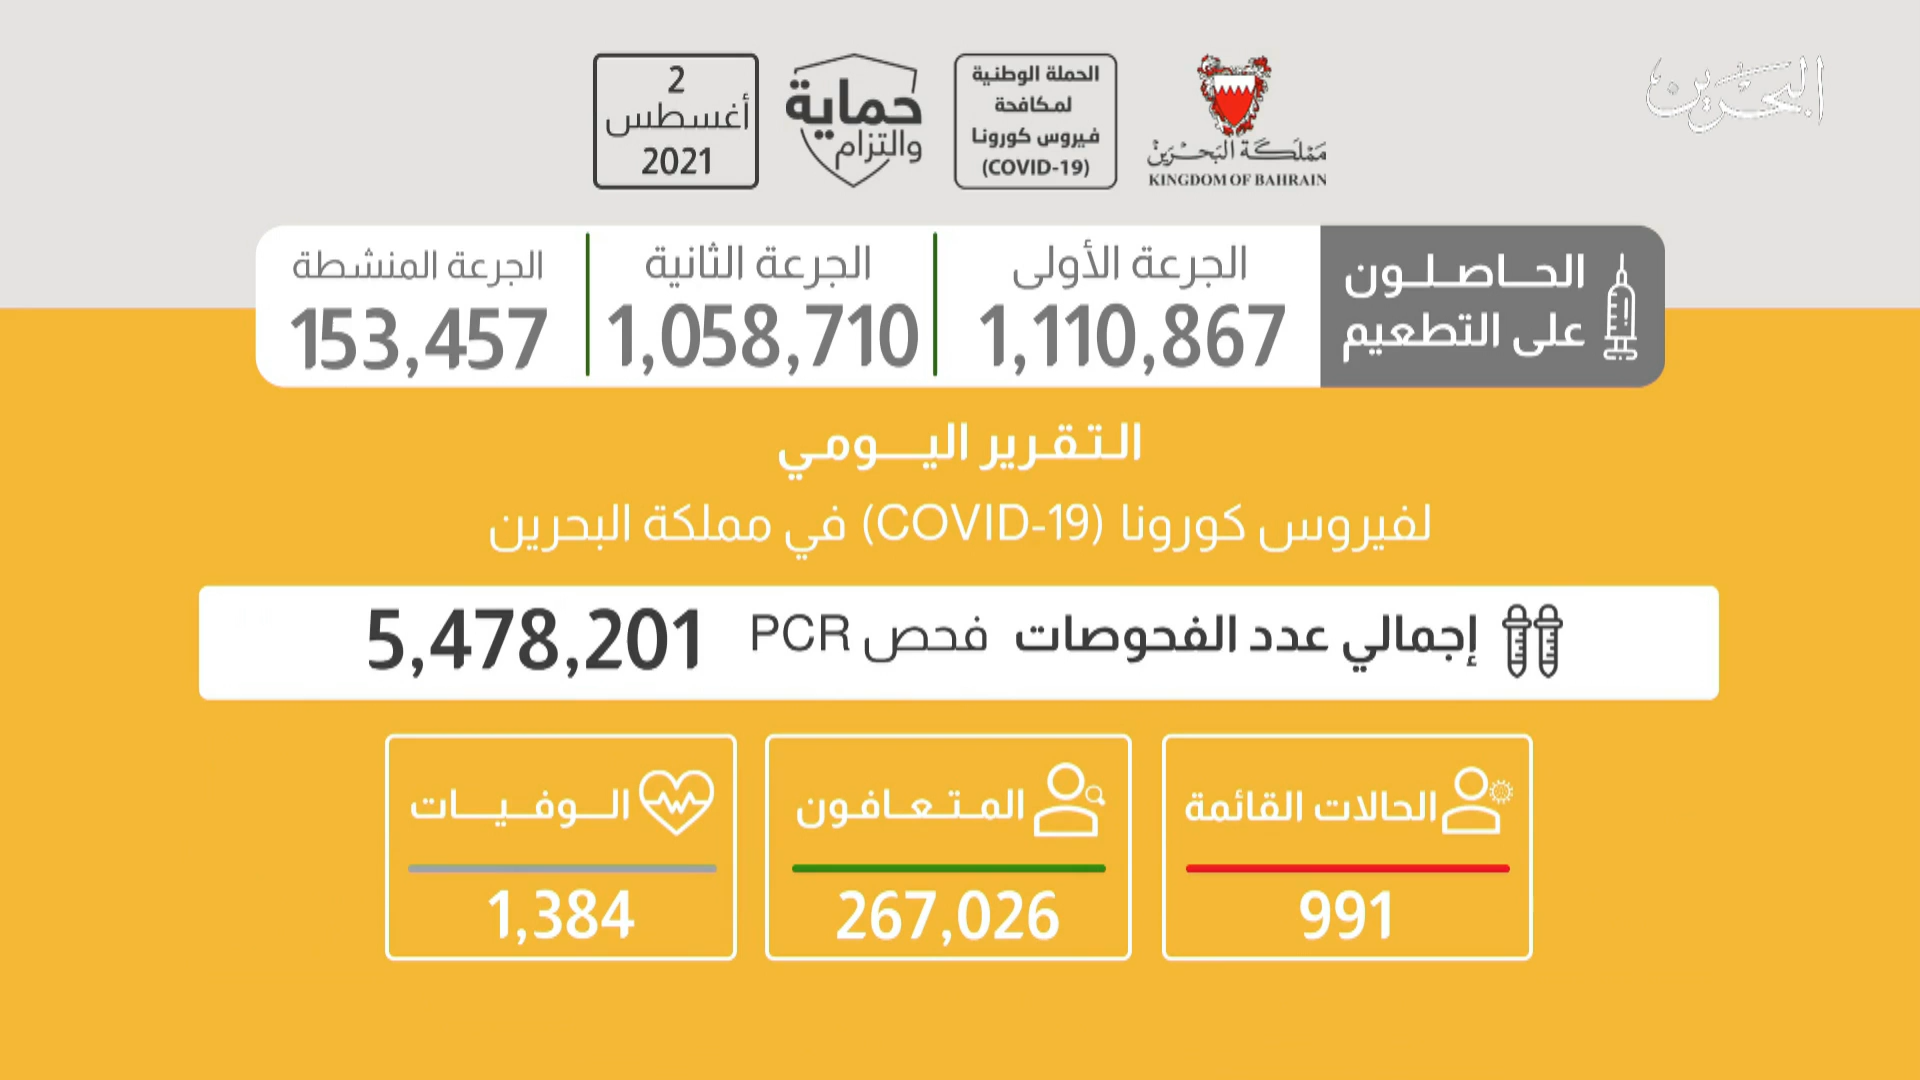 البحرين
مملكة البحرين
KINGDOM OF BAHRAIN
الحملة الوطنية
لمكافحة
فيروس كورونا
(COVID-19)
حماية
والتزام
2
أغسطس
2021
الحاصلون
على التطعيم
الجرعة الأولى
1,110,867
الجرعة الثانية
1,058,710
الجرعة المنشطة
153,457
التقرير اليومي
لفيروس كورونا (COVID-19) في مملكة البحرين
إجمالي عدد الفحوصات فحص PCR 5,478,201
الحالات القائمة
991
المتعافون
267,026
الوفيات
1,384